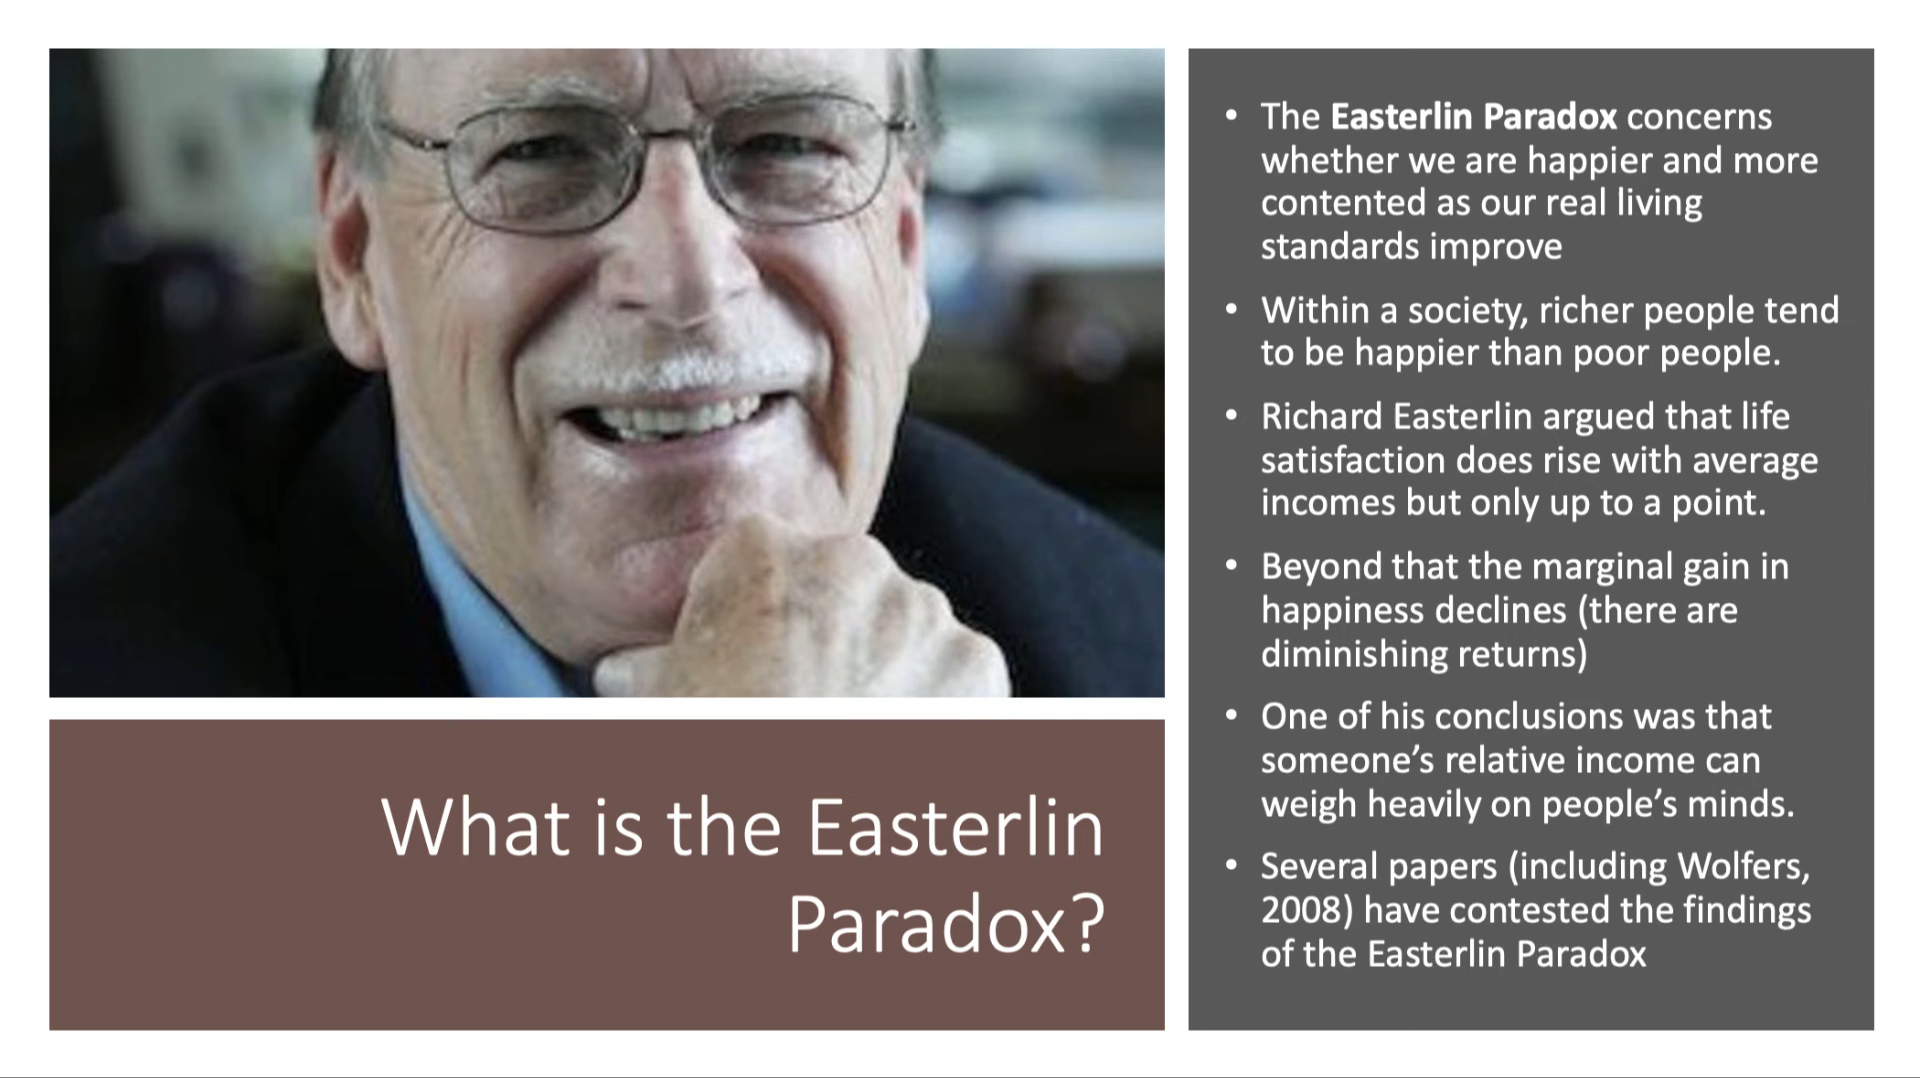 What is the Easterlin
Paradox?
• The Easterlin Paradox concerns
whether we are happier and more
contented as our real living
standards improve
• Within a society, richer people tend
to be happier than poor people.
• Richard Easterlin argued that life
satisfaction does rise with average
incomes but only up to a point.
• Beyond that the marginal gain in
happiness declines (there are
diminishing returns)
• One of his conclusions was that
someone’s relative income can
weigh heavily on people’s minds.
• Several papers (including Wolfers,
2008) have contested the findings
of the Easterlin Paradox